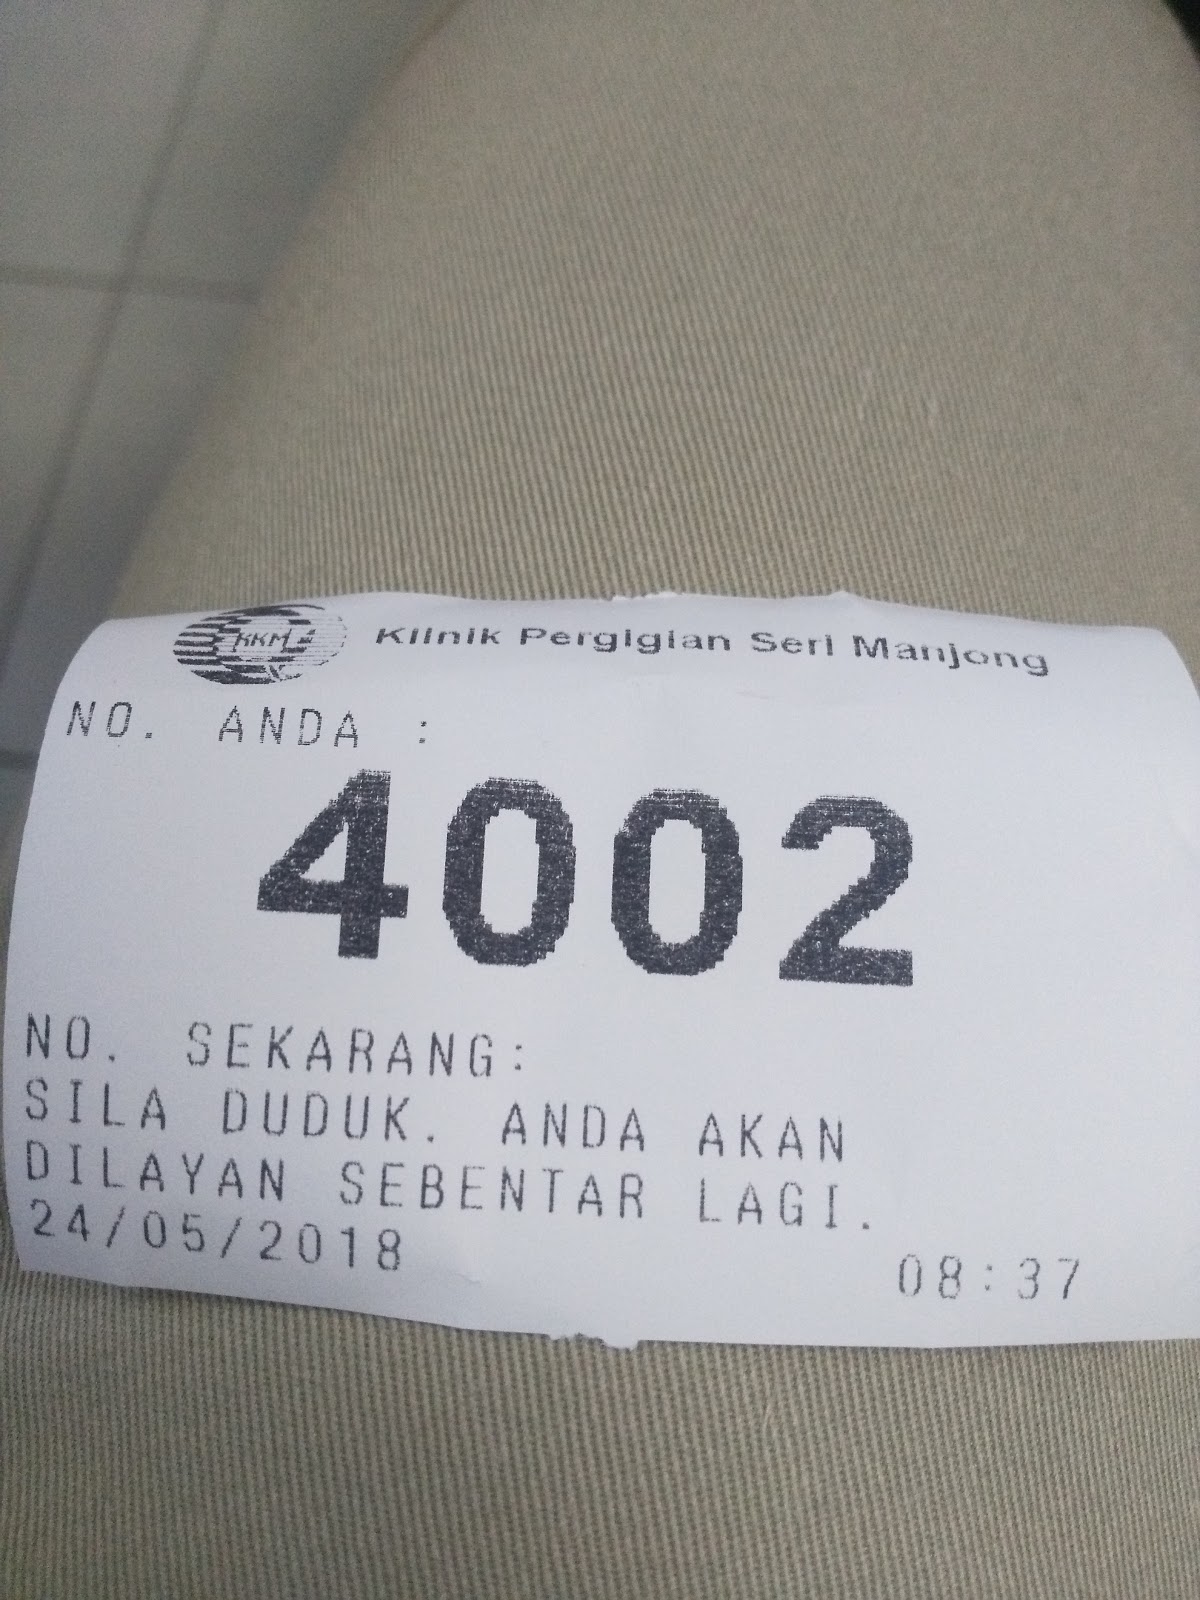 KKM
Klinik Pergigian Seri Manjong
NO. ANDA :
4002
NO. SEKARANG:
SILA DUDUK. ANDA AKAN
DILAYAN SEBENTAR LAGI.
24/05/2018 08:37